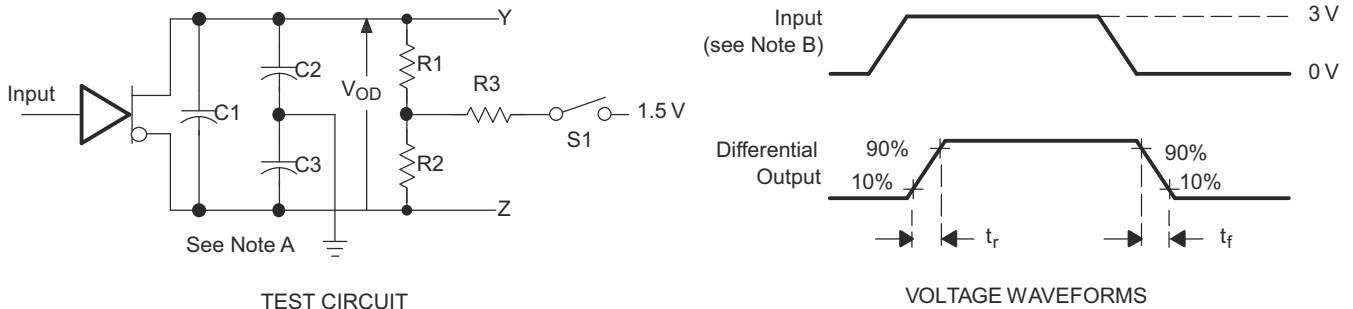 Y
C2
R1
V_OD
R3
Input
C1
1.5 V
S1
C3
R2
Z
See Note A
TEST CIRCUIT
Input
(see Note B)
3 V
0 V
Differential
Output
90%
10%
90%
10%
t_r
t_f
VOLTAGE WAVEFORMS